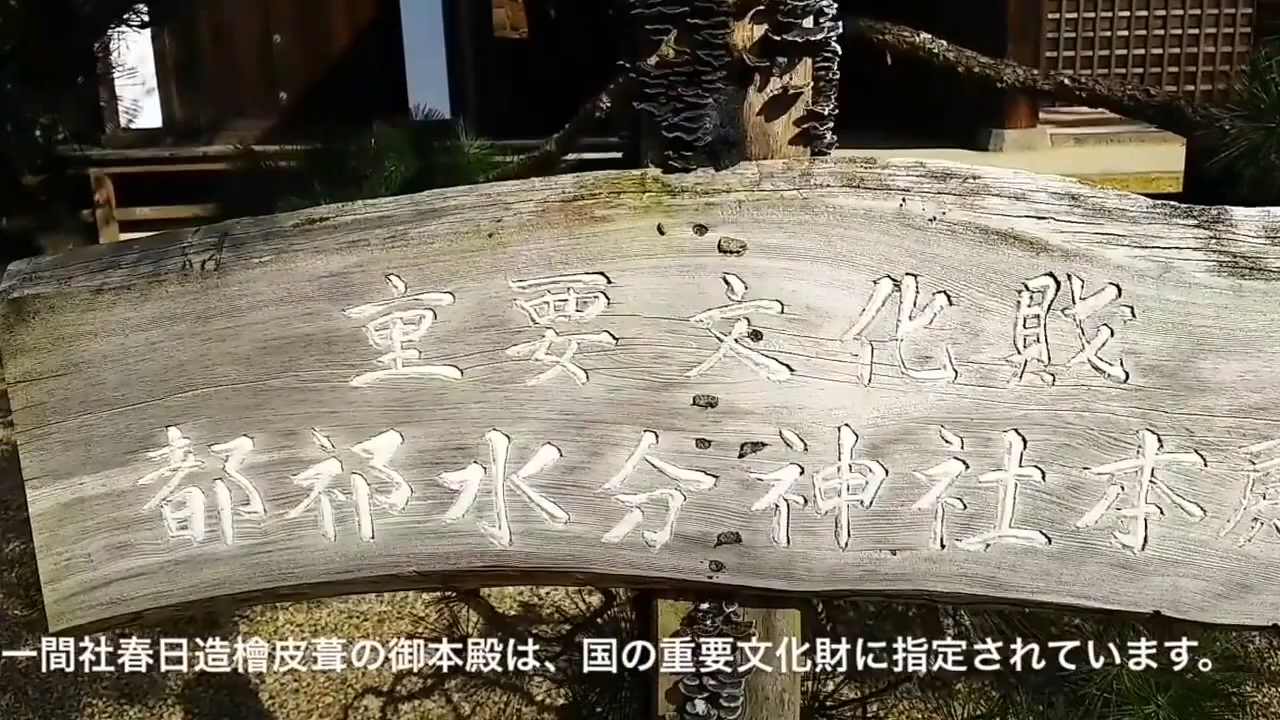 重要文化財
都祁水分神社本殿
一間社春日造檜皮葺の御本殿は、国の重要文化財に指定されています。